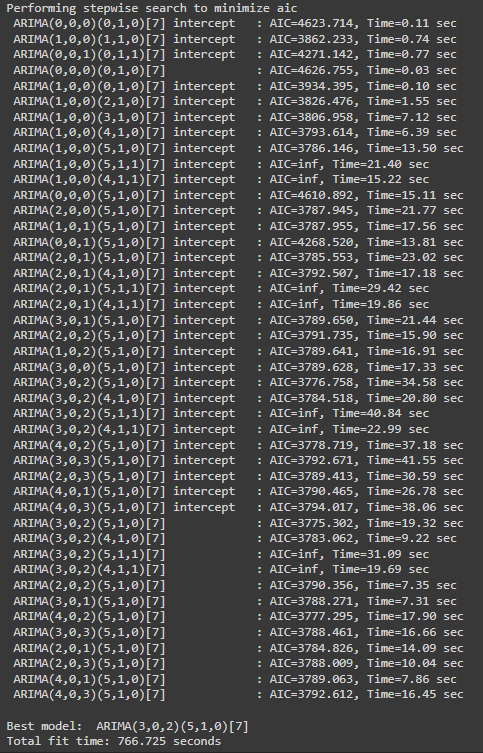 Performing stepwise search to minimize aic
 ARIMA(0,0,0)(0,1,0)[7] intercept   : AIC=4623.714, Time=0.11 sec
 ARIMA(1,0,0)(1,1,0)[7] intercept   : AIC=3862.233, Time=0.74 sec
 ARIMA(0,0,1)(0,1,1)[7] intercept   : AIC=4271.142, Time=0.77 sec
 ARIMA(0,0,0)(0,1,0)[7]             : AIC=4626.755, Time=0.03 sec
 ARIMA(1,0,0)(0,1,0)[7] intercept   : AIC=3934.395, Time=0.10 sec
 ARIMA(1,0,0)(2,1,0)[7] intercept   : AIC=3826.476, Time=1.55 sec
 ARIMA(1,0,0)(3,1,0)[7] intercept   : AIC=3806.958, Time=7.12 sec
 ARIMA(1,0,0)(4,1,0)[7] intercept   : AIC=3793.614, Time=6.39 sec
 ARIMA(1,0,0)(5,1,0)[7] intercept   : AIC=3786.146, Time=13.50 sec
 ARIMA(1,0,0)(5,1,1)[7] intercept   : AIC=inf, Time=21.40 sec
 ARIMA(1,0,0)(4,1,1)[7] intercept   : AIC=inf, Time=15.22 sec
 ARIMA(0,0,0)(5,1,0)[7] intercept   : AIC=4610.892, Time=15.11 sec
 ARIMA(2,0,0)(5,1,0)[7] intercept   : AIC=3787.945, Time=21.77 sec
 ARIMA(1,0,1)(5,1,0)[7] intercept   : AIC=3787.955, Time=17.56 sec
 ARIMA(0,0,1)(5,1,0)[7] intercept   : AIC=4268.520, Time=13.81 sec
 ARIMA(2,0,1)(5,1,0)[7] intercept   : AIC=3785.553, Time=23.02 sec
 ARIMA(2,0,1)(4,1,0)[7] intercept   : AIC=3792.507, Time=17.18 sec
 ARIMA(2,0,1)(5,1,1)[7] intercept   : AIC=inf, Time=29.42 sec
 ARIMA(2,0,1)(4,1,1)[7] intercept   : AIC=inf, Time=19.86 sec
 ARIMA(3,0,1)(5,1,0)[7] intercept   : AIC=3789.650, Time=21.44 sec
 ARIMA(2,0,2)(5,1,0)[7] intercept   : AIC=3791.735, Time=15.90 sec
 ARIMA(1,0,2)(5,1,0)[7] intercept   : AIC=3789.641, Time=16.91 sec
 ARIMA(3,0,0)(5,1,0)[7] intercept   : AIC=3789.628, Time=17.33 sec
 ARIMA(3,0,2)(5,1,0)[7] intercept   : AIC=3776.758, Time=34.58 sec
 ARIMA(3,0,2)(4,1,0)[7] intercept   : AIC=3784.518, Time=20.80 sec
 ARIMA(3,0,2)(5,1,1)[7] intercept   : AIC=inf, Time=40.84 sec
 ARIMA(3,0,2)(4,1,1)[7] intercept   : AIC=inf, Time=22.99 sec
 ARIMA(4,0,2)(5,1,0)[7] intercept   : AIC=3778.719, Time=37.18 sec
 ARIMA(3,0,3)(5,1,0)[7] intercept   : AIC=3792.671, Time=41.55 sec
 ARIMA(2,0,3)(5,1,0)[7] intercept   : AIC=3789.413, Time=30.59 sec
 ARIMA(4,0,1)(5,1,0)[7] intercept   : AIC=3790.465, Time=26.78 sec
 ARIMA(4,0,3)(5,1,0)[7] intercept   : AIC=3794.017, Time=38.06 sec
 ARIMA(3,0,2)(5,1,0)[7]             : AIC=3775.302, Time=19.32 sec
 ARIMA(3,0,2)(4,1,0)[7]             : AIC=3783.062, Time=9.22 sec
 ARIMA(3,0,2)(5,1,1)[7]             : AIC=inf, Time=31.09 sec
 ARIMA(3,0,2)(4,1,1)[7]             : AIC=inf, Time=19.69 sec
 ARIMA(2,0,2)(5,1,0)[7]             : AIC=3790.356, Time=7.35 sec
 ARIMA(3,0,1)(5,1,0)[7]             : AIC=3788.271, Time=7.31 sec
 ARIMA(4,0,2)(5,1,0)[7]             : AIC=3777.295, Time=17.90 sec
 ARIMA(3,0,3)(5,1,0)[7]             : AIC=3788.461, Time=16.66 sec
 ARIMA(2,0,1)(5,1,0)[7]             : AIC=3784.826, Time=14.09 sec
 ARIMA(2,0,3)(5,1,0)[7]             : AIC=3788.009, Time=10.04 sec
 ARIMA(4,0,1)(5,1,0)[7]             : AIC=3789.063, Time=7.86 sec
 ARIMA(4,0,3)(5,1,0)[7]             : AIC=3792.612, Time=16.45 sec

Best model:  ARIMA(3,0,2)(5,1,0)[7]
Total fit time: 766.725 seconds